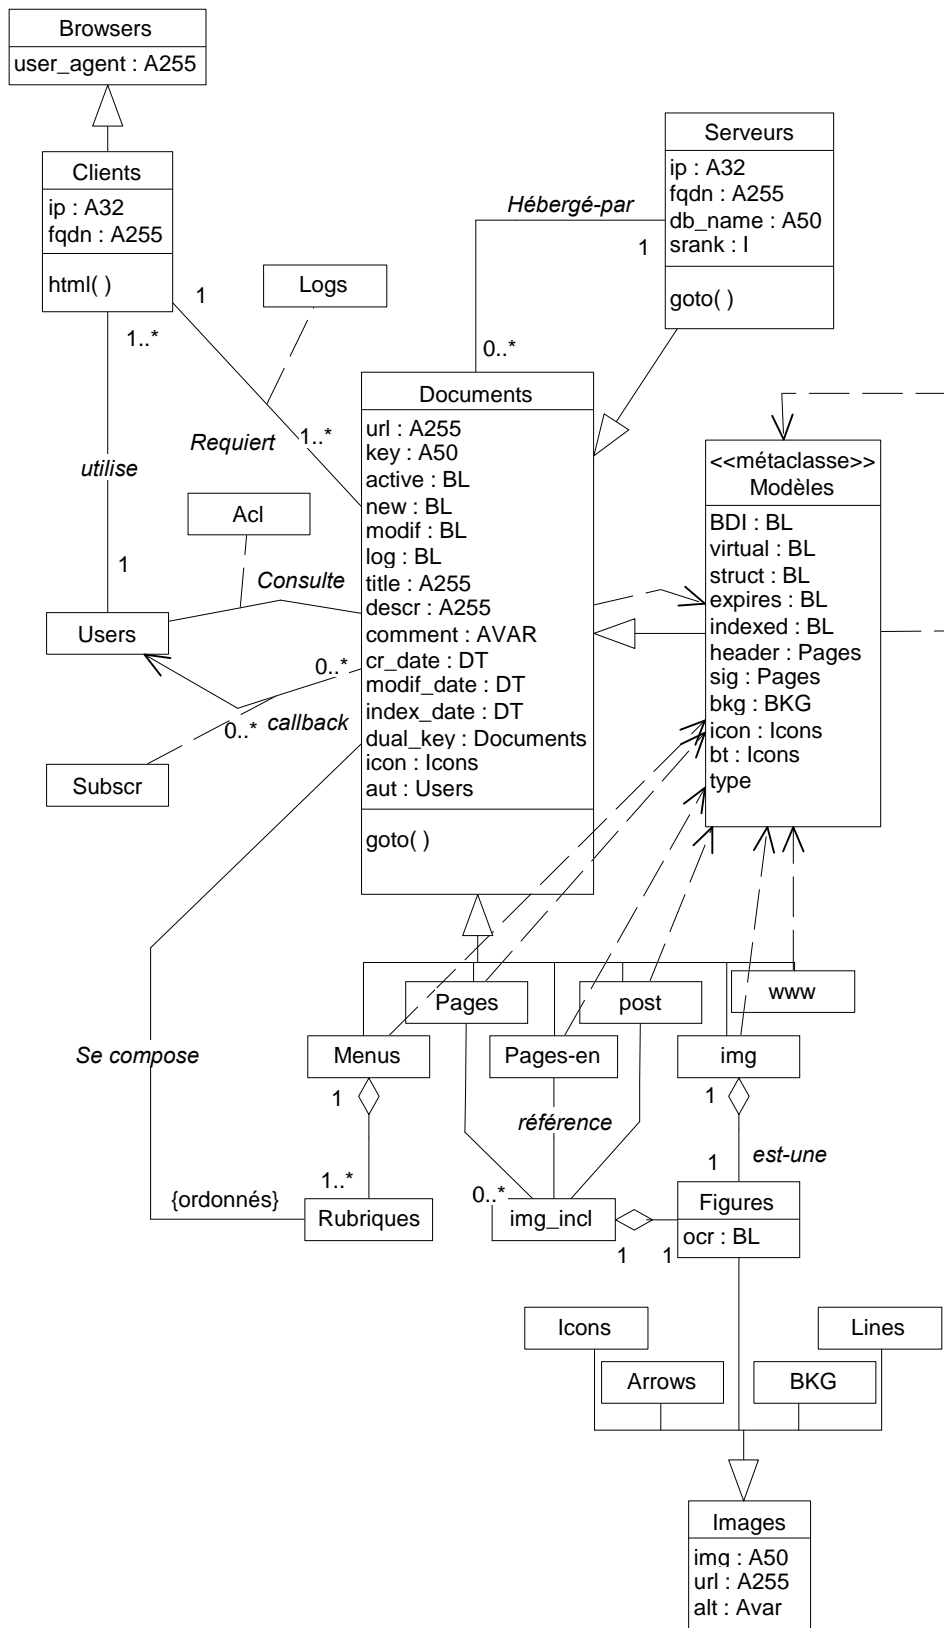 Browsers
user_agent : A255
Clients
ip : A32
fqdn : A255
html( )
Serveurs
ip : A32
fqdn : A255
db_name : A50
srank : I
goto( )
Hébergé-par
1
0..*
Logs
1
1..*
Requiert
1..*
utilise
1
Acl
Consulte
Users
0..*
0..*
callback
Subscr
Documents
url : A255
key : A50
active : BL
new : BL
modif : BL
log : BL
title : A255
descr : A255
comment : AVAR
cr_date : DT
modif_date : DT
index_date : DT
dual_key : Documents
icon : Icons
aut : Users
goto( )
<<métaclasse>>
Modèles
BDI : BL
virtual : BL
struct : BL
expires : BL
indexed : BL
header : Pages
sig : Pages
bkg : BKG
icon : Icons
bt : Icons
type
Pages
post
www
Menus
Pages-en
img
Se compose
1
référence
1
est-une
1..*
0..*
1
{ordonnés}
Rubriques
img_incl
1
1
Figures
ocr : BL
Icons
Lines
Arrows
BKG
Images
img : A50
url : A255
alt : Avar